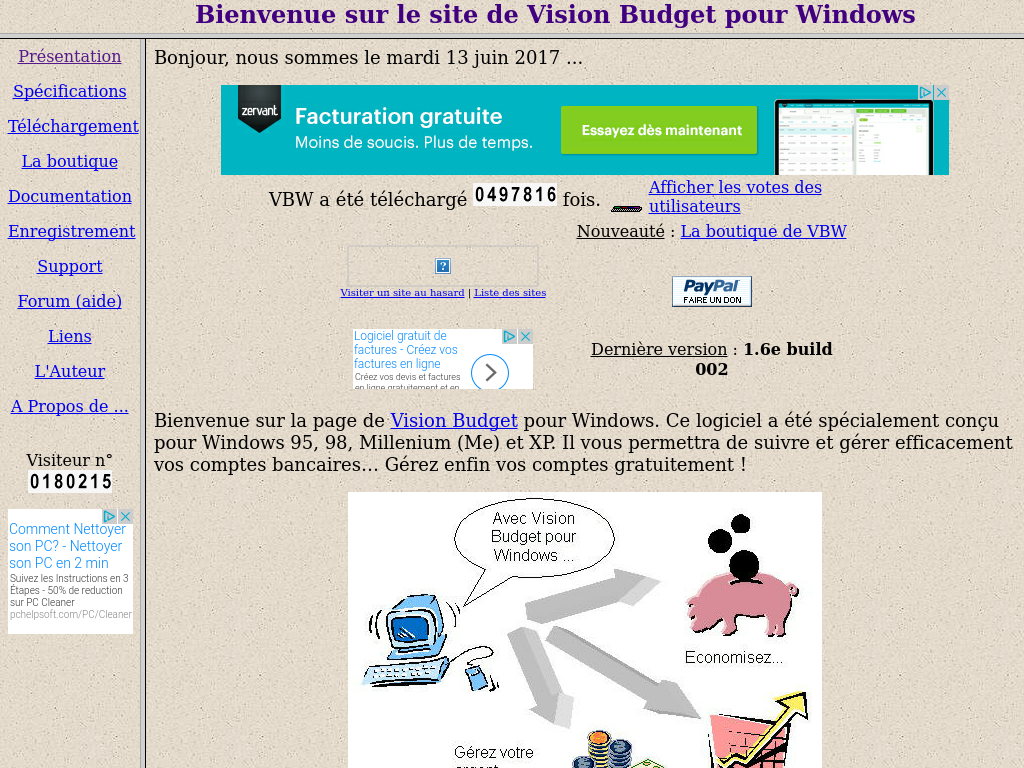 Bienvenue sur le site de Vision Budget pour Windows
Présentation
Spécifications
Téléchargement
La boutique
Documentation
Enregistrement
Support
Forum (aide)
Liens
L'Auteur
A Propos de ...
Visiteur n°
0180215
Comment Nettoyer
son PC? - Nettoyer
son PC en 2 min
Suivez les Instructions en 3
Étapes - 50% de reduction
sur PC Cleaner
pchelpsoft.com/PC/Cleaner
Bonjour, nous sommes le mardi 13 juin 2017 ...
zervant
Facturation gratuite
Moins de soucis. Plus de temps.
Essayez dès maintenant
VBW a été téléchargé 0497816 fois.
Afficher les votes des
utilisateurs
Nouveauté : La boutique de VBW
Visiter un site au hasard | Liste des sites
PayPal
FAIRE UN DON
Logiciel gratuit de
factures - Créez vos
factures en ligne
Créez vos devis et factures
en ligne gratuitement et en
Dernière version : 1.6e build
002
Bienvenue sur la page de Vision Budget pour Windows. Ce logiciel a été spécialement conçu
pour Windows 95, 98, Millenium (Me) et XP. Il vous permettra de suivre et gérer efficacement
vos comptes bancaires... Gérez enfin vos comptes gratuitement !
Avec Vision
Budget pour
Windows ...
Economisez...
Gérez votre
argent